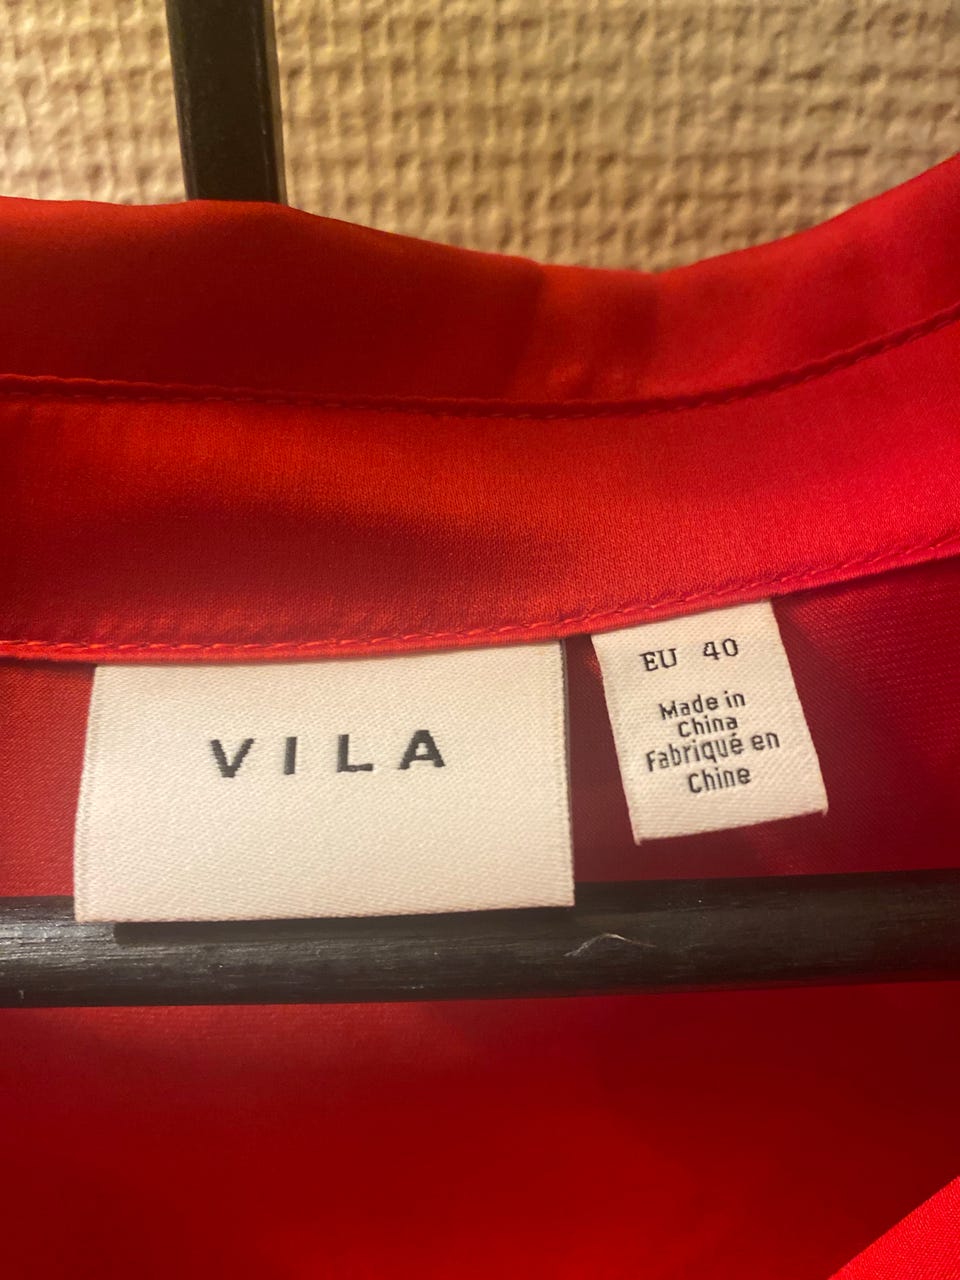 VILA
EU 40
Made in
China
Fabriqué en
Chine